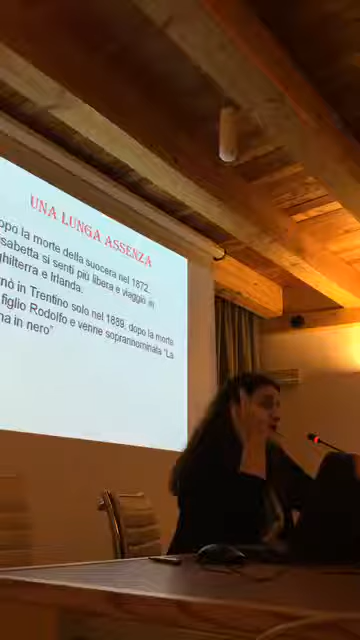 UNA LUNGA ASSENZA
opo la morte della suocera nel 1872,
isabetta si sentì più libera e viaggiò in
ghilterra e Irlanda.
nò in Trentino solo nel 1889, dopo la morte
figlio Rodolfo e venne soprannominata "La
na in nero"